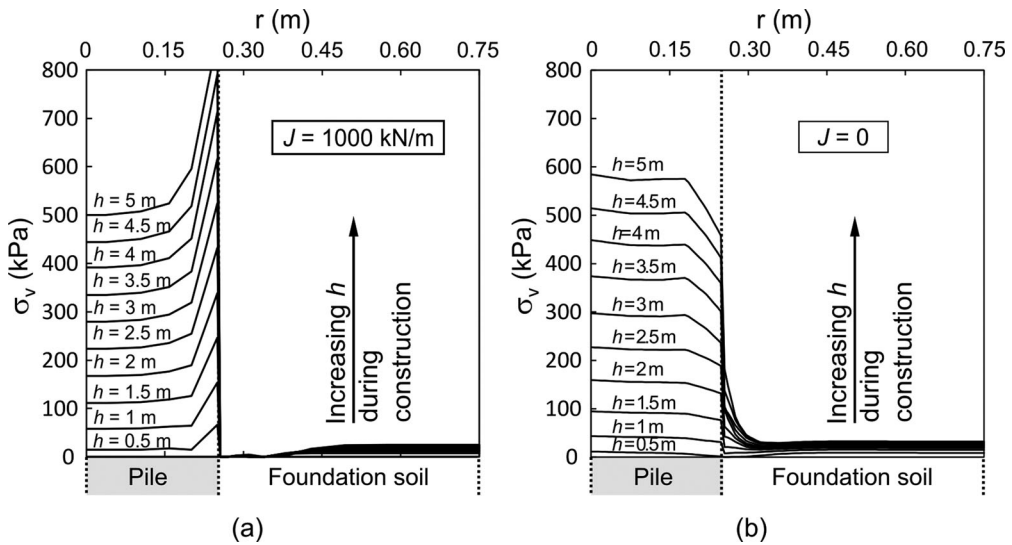 r (m)
0 0.15 0.30 0.45 0.60 0.75
800
700
600
500
400
300
200
100
0
σv (kPa)
J = 1000 kN/m
h = 5 m
h = 4.5 m
h = 4 m
h = 3.5 m
h = 3 m
h = 2.5 m
h = 2 m
h = 1.5 m
h = 1 m
h = 0.5 m
Increasing h
during
construction
Pile
Foundation soil
(a)
r (m)
0 0.15 0.30 0.45 0.60 0.75
800
700
600
500
400
300
200
100
0
σv (kPa)
J = 0
h=5m
h=4.5m
h=4m
h=3.5m
h=3m
h=2.5m
h=2m
h=1.5m
h=1m
h=0.5m
Increasing h
during
construction
Pile
Foundation soil
(b)